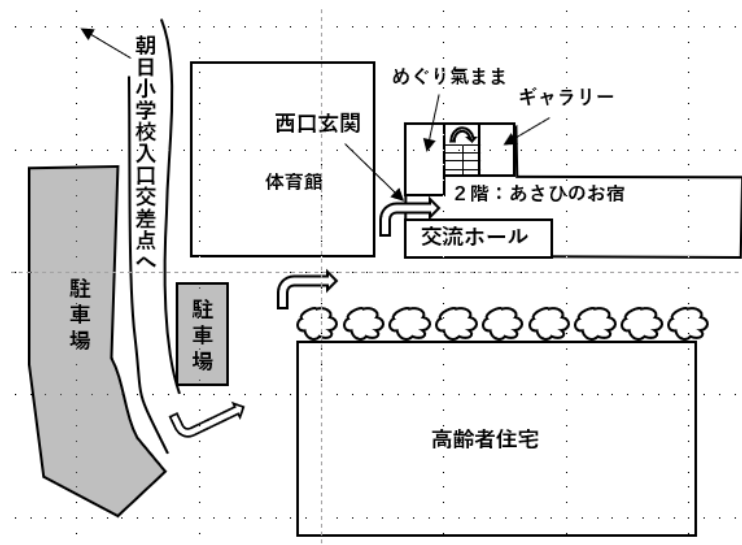 朝日小学校入口交差点へ
めぐり氣まま
ギャラリー
西口玄関
体育館
2階：あさひのお宿
交流ホール
駐車場
駐車場
高齢者住宅